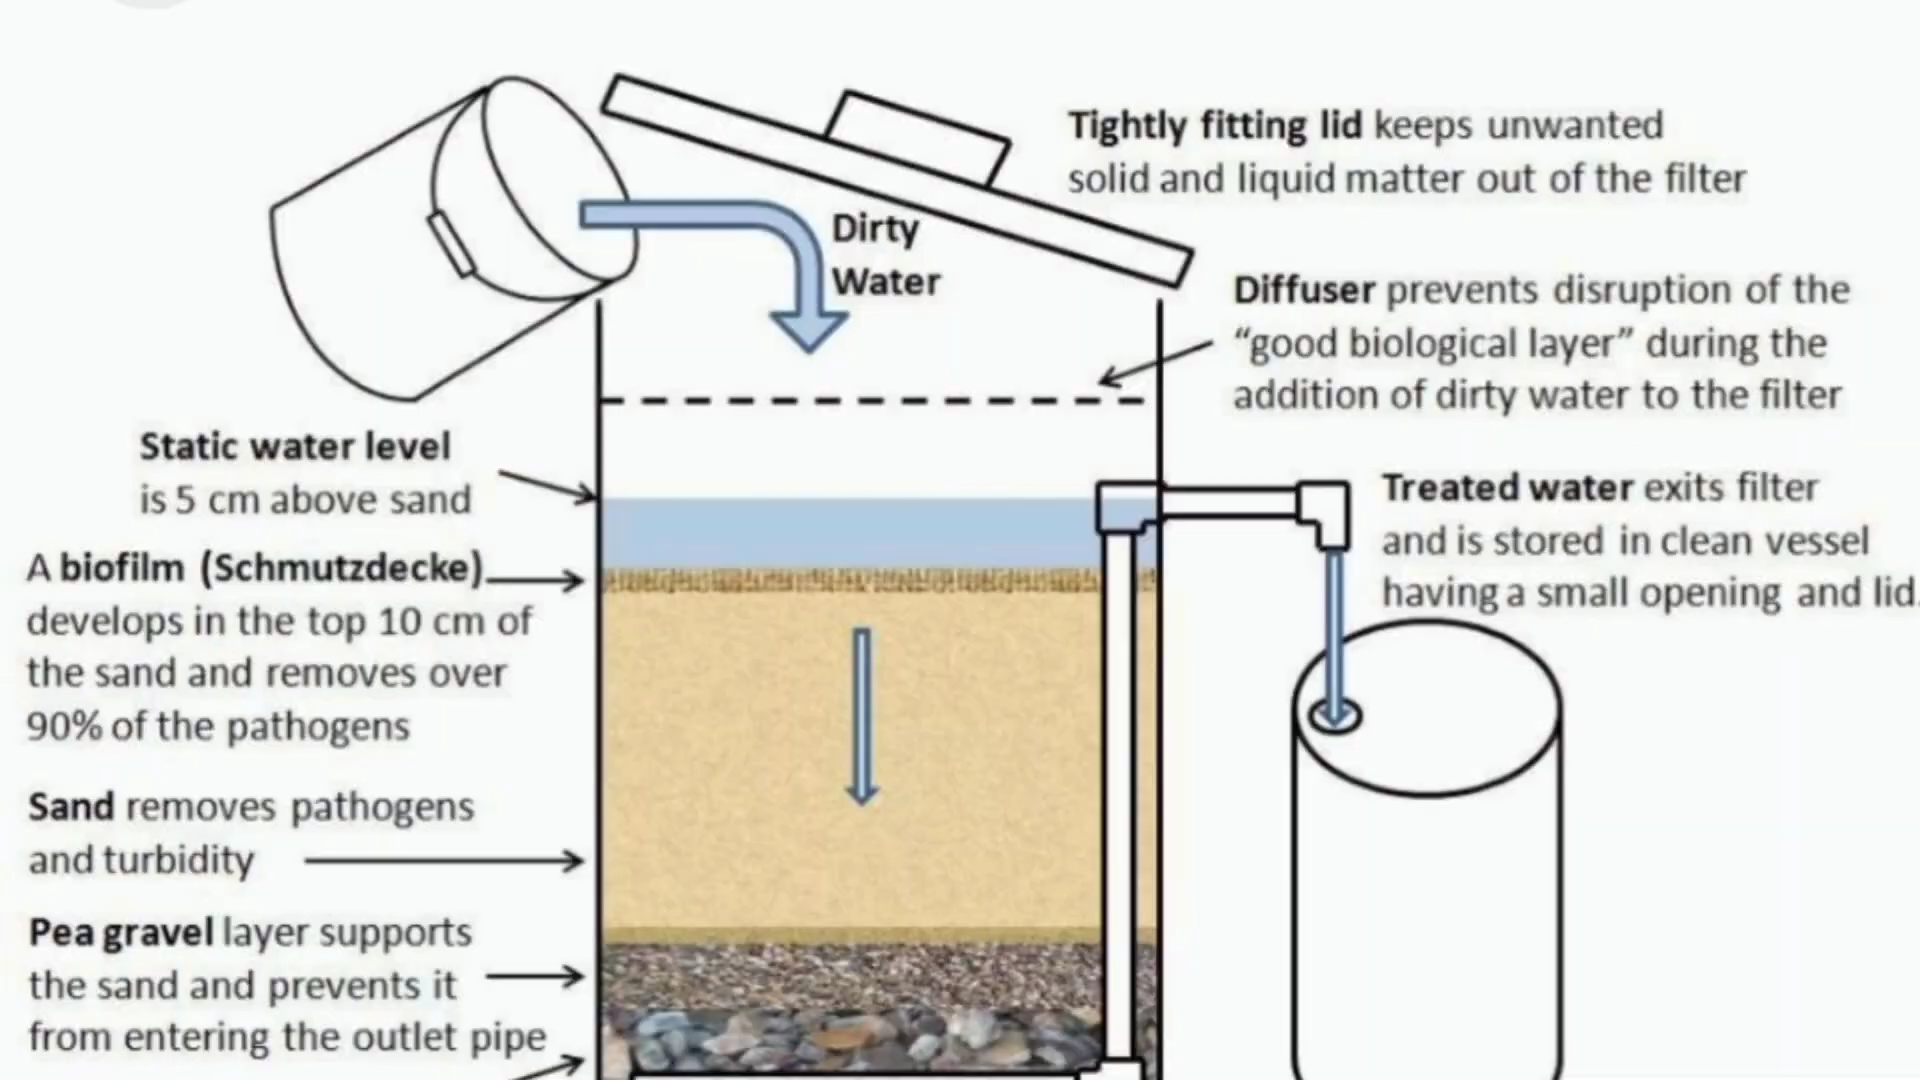 Tightly fitting lid keeps unwanted
solid and liquid matter out of the filter
Dirty
Water
Diffuser prevents disruption of the
“good biological layer” during the
addition of dirty water to the filter
Static water level
is 5 cm above sand
Treated water exits filter
and is stored in clean vessel
having a small opening and lid.
A biofilm (Schmutzdecke)
develops in the top 10 cm of
the sand and removes over
90% of the pathogens
Sand removes pathogens
and turbidity
Pea gravel layer supports
the sand and prevents it
from entering the outlet pipe